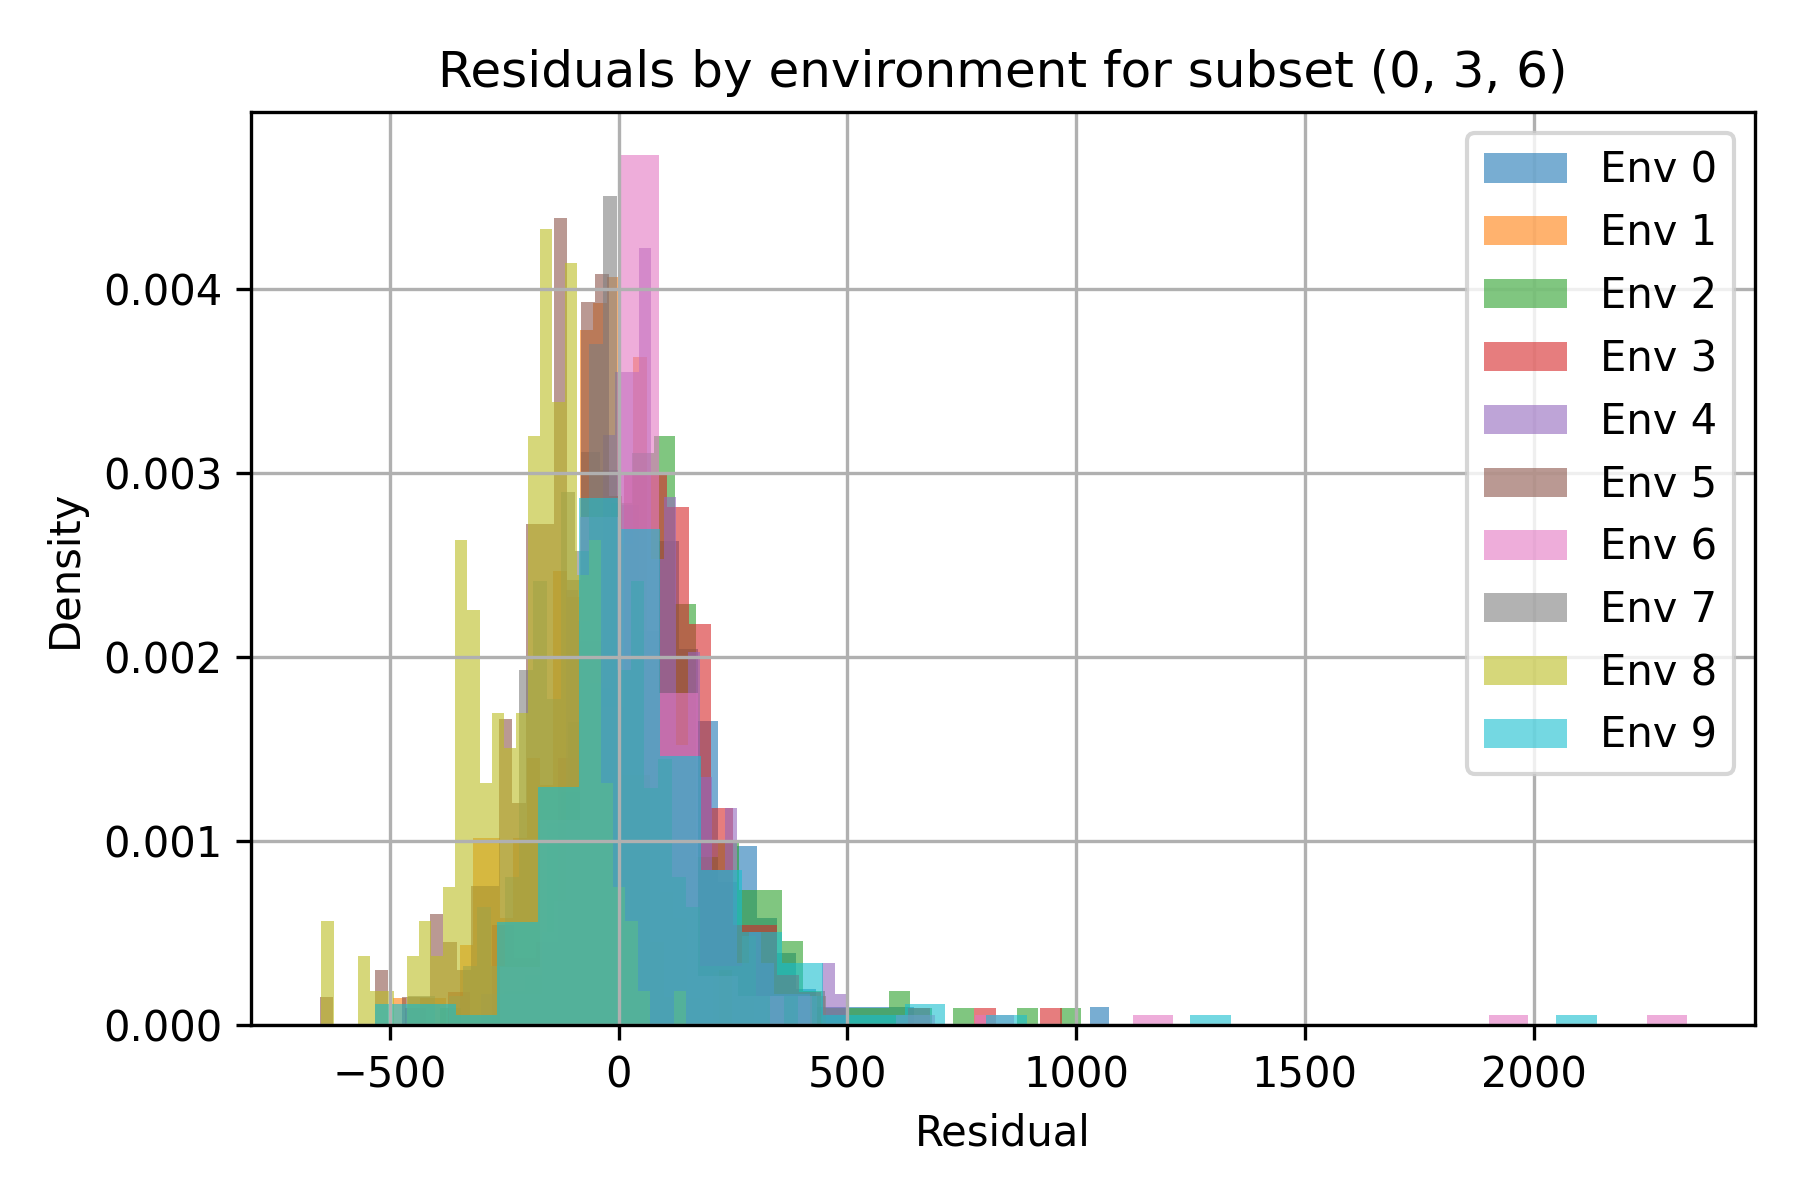 Residuals by environment for subset (0, 3, 6)
Density
0.004
0.003
0.002
0.001
0.000
−500
0
500
1000
1500
2000
Residual
Env 0
Env 1
Env 2
Env 3
Env 4
Env 5
Env 6
Env 7
Env 8
Env 9